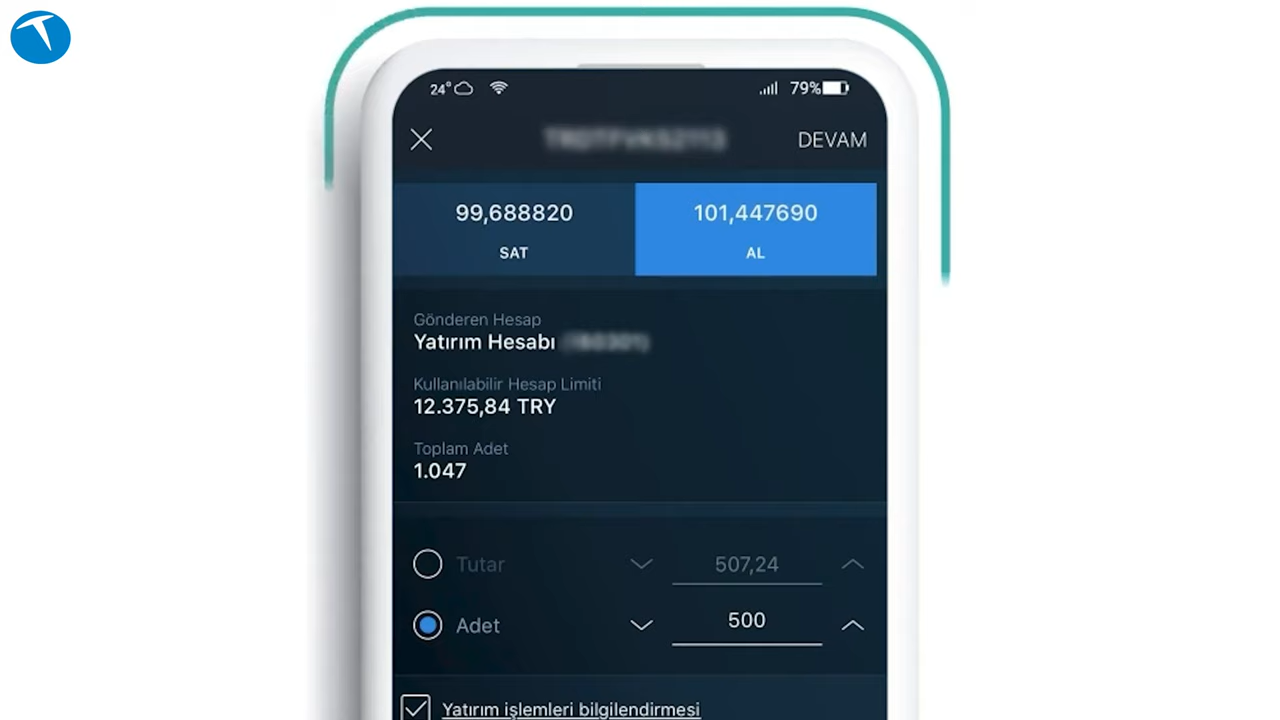 24°
79%
DEVAM
99,688820
SAT
101,447690
AL
Gönderen Hesap
Yatırım Hesabı
Kullanılabilir Hesap Limiti
12.375,84 TRY
Toplam Adet
1.047
Tutar
507,24
Adet
500
Yatırım işlemleri bilgilendirmesi